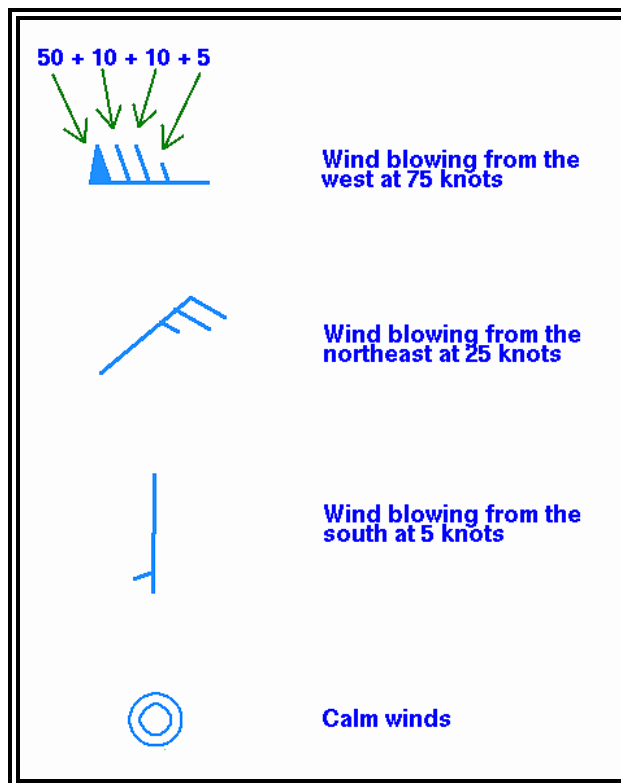 50 + 10 + 10 + 5
Wind blowing from the
west at 75 knots
Wind blowing from the
northeast at 25 knots
Wind blowing from the
south at 5 knots
Calm winds